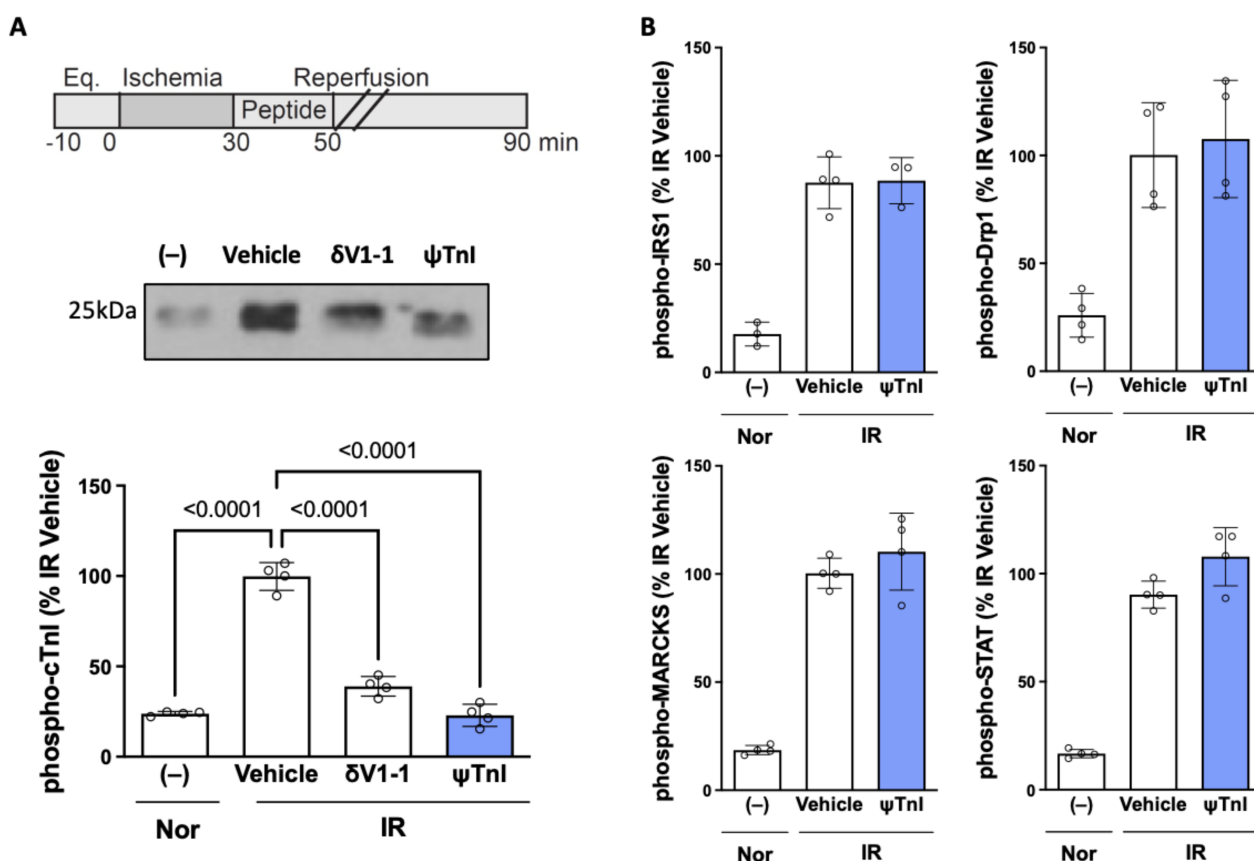 A
Eq. Ischemia Reperfusion
Peptide
-10 0 30 50 90 min
(–) Vehicle δV1-1 ψTnI
25kDa
phospho-cTnI (% IR Vehicle)
150
100
50
0
<0.0001
<0.0001 <0.0001
(–) Vehicle δV1-1 ψTnI
Nor IR
B
phospho-IRS1 (% IR Vehicle)
150
100
50
0
(–) Vehicle ψTnI
Nor IR
phospho-Drp1 (% IR Vehicle)
150
100
50
0
(–) Vehicle ψTnI
Nor IR
phospho-MARCKS (% IR Vehicle)
150
100
50
0
(–) Vehicle ψTnI
Nor IR
phospho-STAT (% IR Vehicle)
150
100
50
0
(–) Vehicle ψTnI
Nor IR